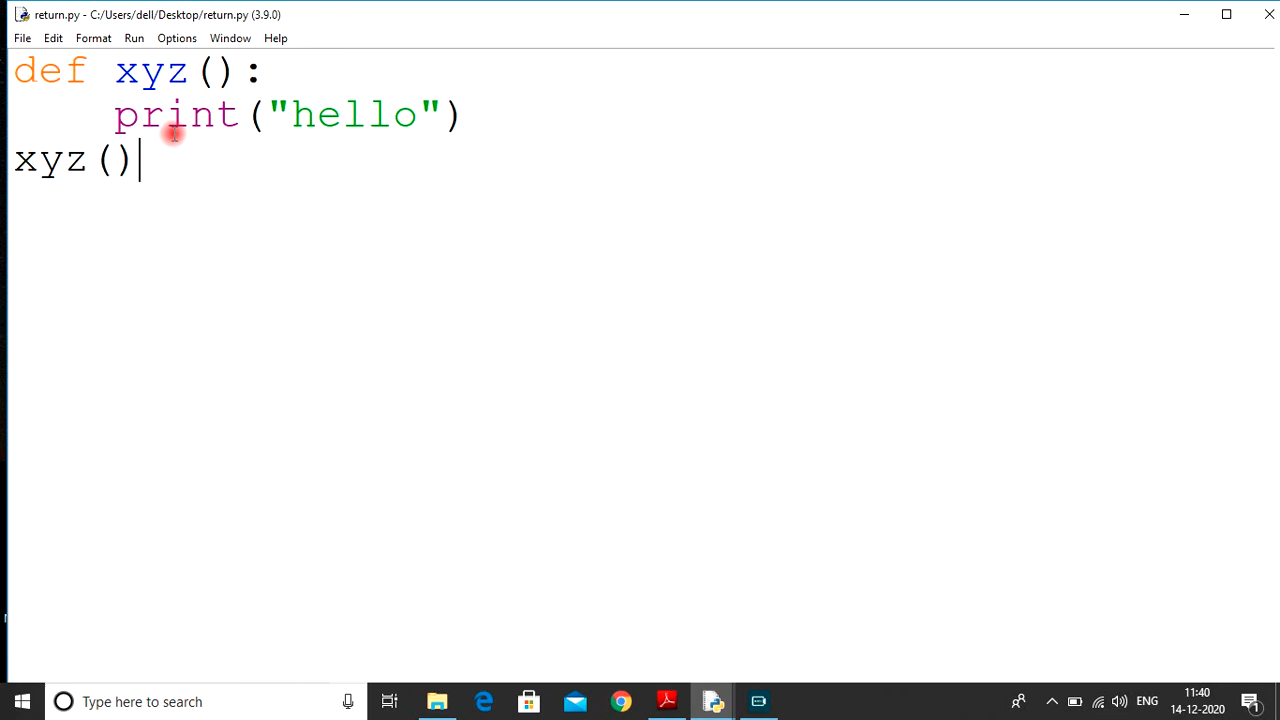 return.py - C:/Users/dell/Desktop/return.py (3.9.0)
File Edit Format Run Options Window Help
def xyz():
    print("hello")
xyz()
Type here to search
ENG
11:40
14-12-2020
1